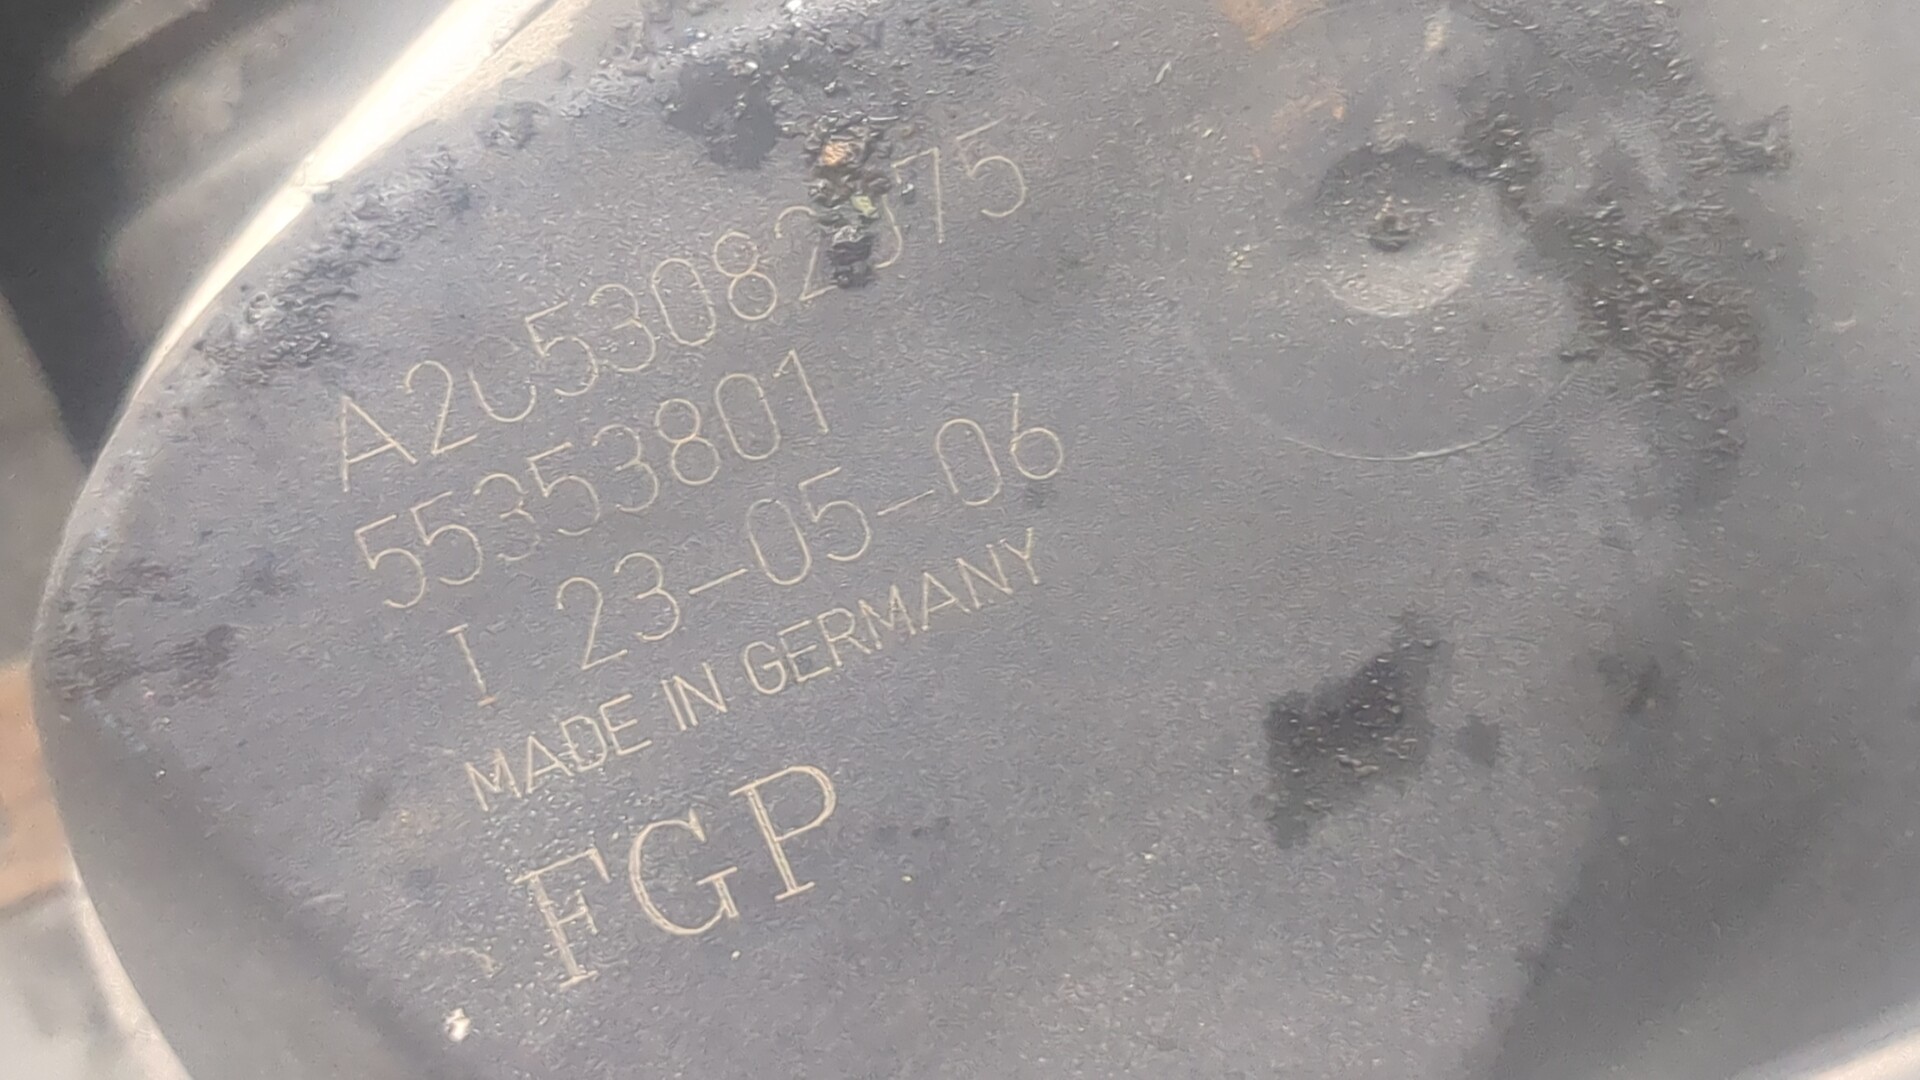 55353801
I 23-05-06
MADE IN GERMANY
FGP